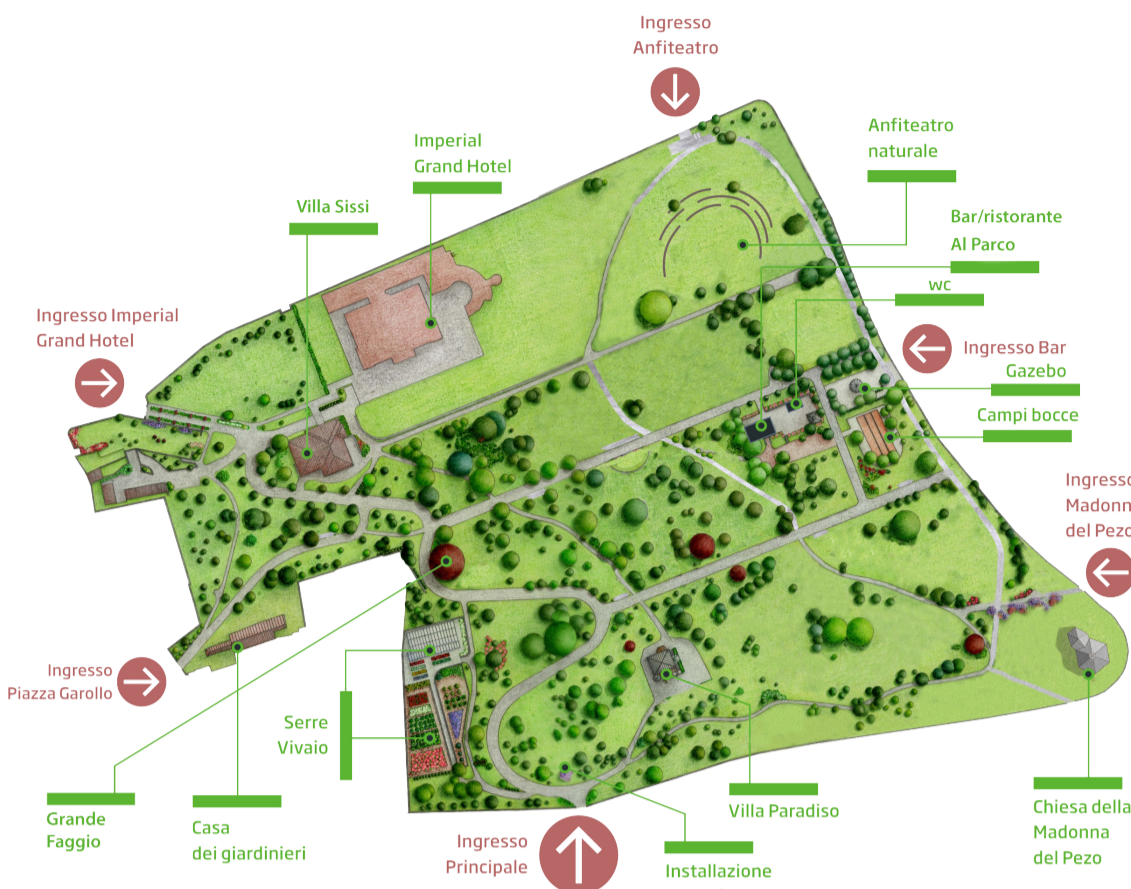 Ingresso
Anfiteatro
Imperial
Grand Hotel
Anfiteatro
naturale
Villa Sissi
Bar/ristorante
Al Parco
wc
Ingresso Imperial
Grand Hotel
Ingresso Bar
Gazebo
Campi bocce
Ingresso
Madonn
del Pezo
Ingresso
Piazza Garollo
Serre
Vivaio
Grande
Faggio
Casa
dei giardinieri
Ingresso
Principale
Villa Paradiso
Installazione
Chiesa della
Madonna
del Pezo